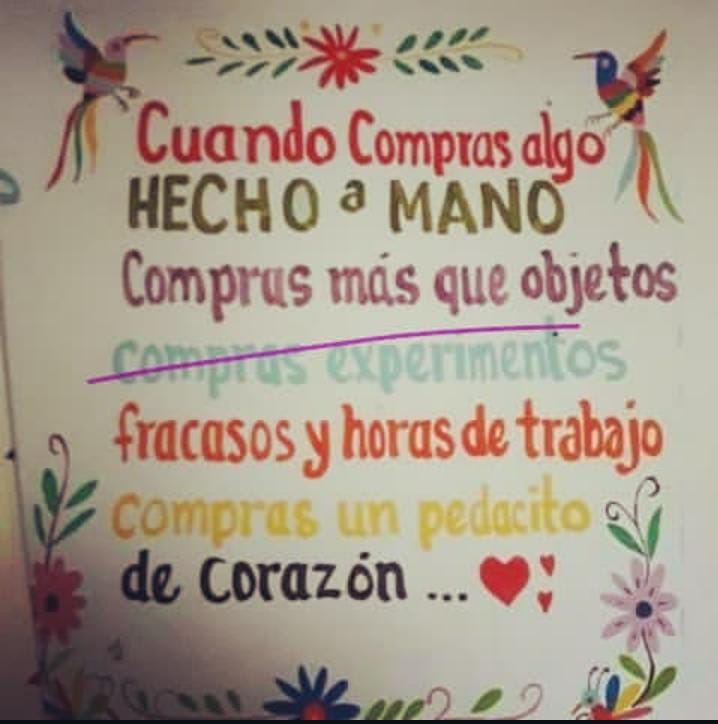 Cuando Compras algo
HECHO a MANO
Compras más que objetos
compras experimentos
fracasos y horas de trabajo
compras un pedacito
de corazón ...